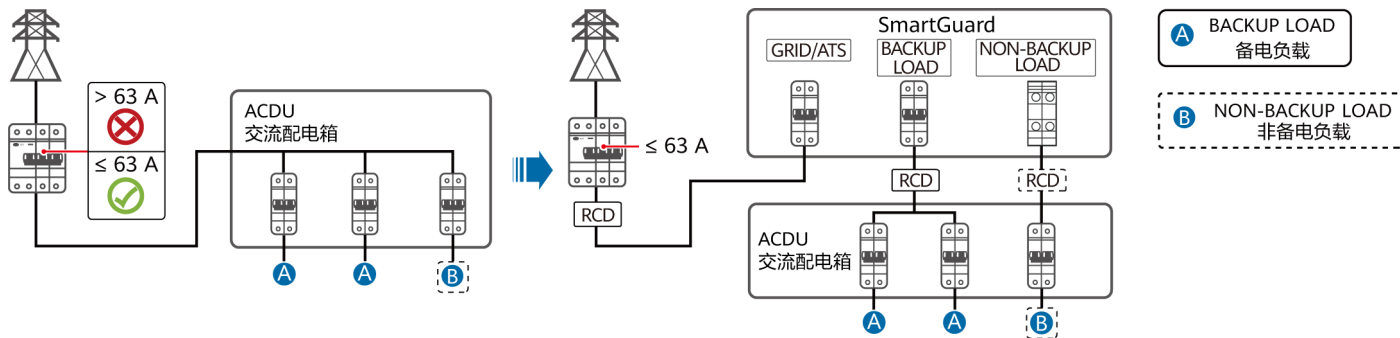 > 63 A
≤ 63 A
ACDU
交流配电箱
A
A
B
≤ 63 A
RCD
SmartGuard
GRID/ATS
BACKUP
LOAD
NON-BACKUP
LOAD
RCD
RCD
ACDU
交流配电箱
A
A
B
A
BACKUP LOAD
备电负载
B
NON-BACKUP LOAD
非备电负载